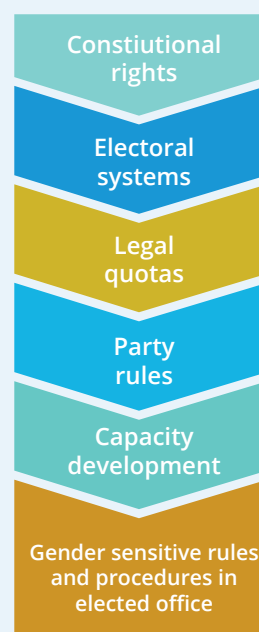 Constiutional
rights
Electoral
systems
Legal
quotas
Party
rules
Capacity
development
Gender sensitive rules
and procedures in
elected office